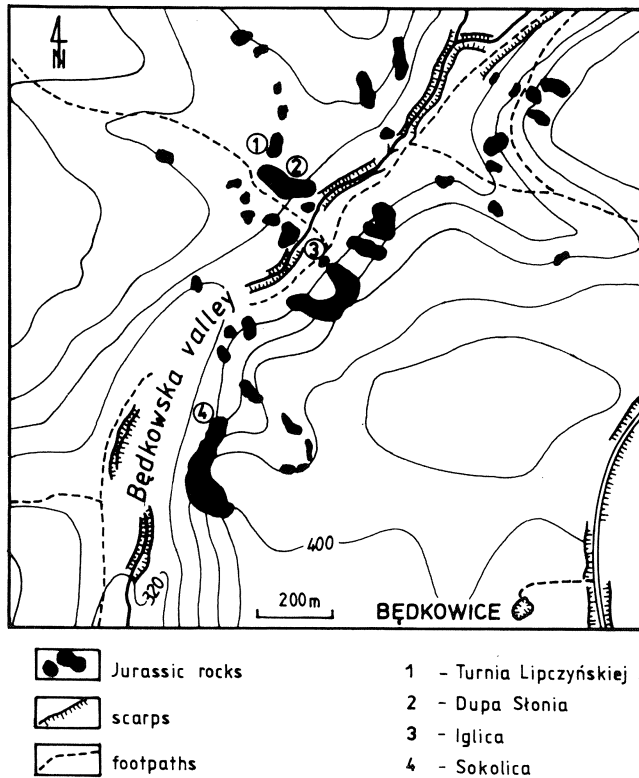 N
1
2
3
Będkowska valley
4
400
320
200m
BĘDKOWICE
Jurassic rocks
scarps
footpaths
1 - Turnia Lipczyńskiej
2 - Dupa Słonia
3 - Iglica
4 - Sokolica